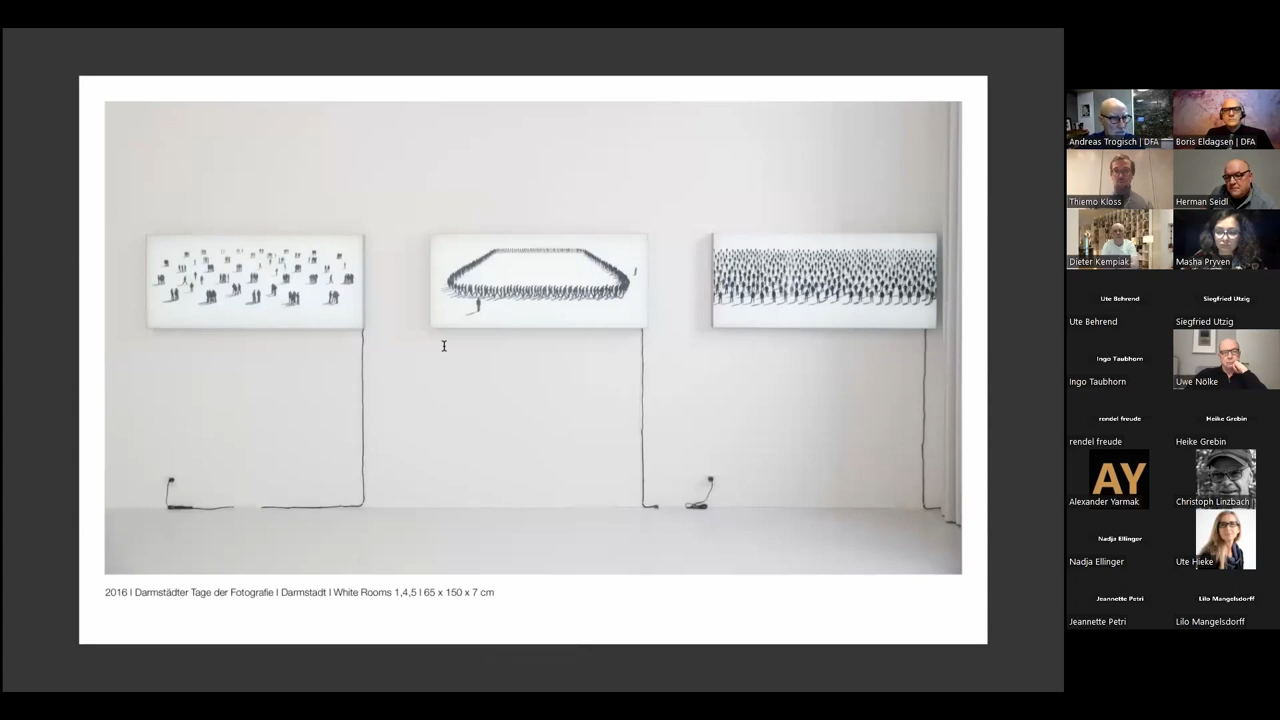 2016 I Darmstädter Tage der Fotografie I Darmstadt I White Rooms 1,4,5 I 65 x 150 x 7 cm
Andreas Trogisch | DFA
Boris Eldagsen | DFA
Thiemo Kloss
Herman Seidl
Dieter Kempiak
Masha Pryven
Ute Behrend
Siegfried Utzig
Ute Behrend
Siegfried Utzig
Ingo Taubhorn
Ingo Taubhorn
Uwe Nölke
rendel freude
Heike Grebin
rendel freude
Heike Grebin
AY
Alexander Yarmak
Christoph Linzbach |
Nadja Ellinger
Nadja Ellinger
Ute Hieke
Jeannette Petri
Lilo Mangelsdorff
Jeannette Petri
Lilo Mangelsdorff